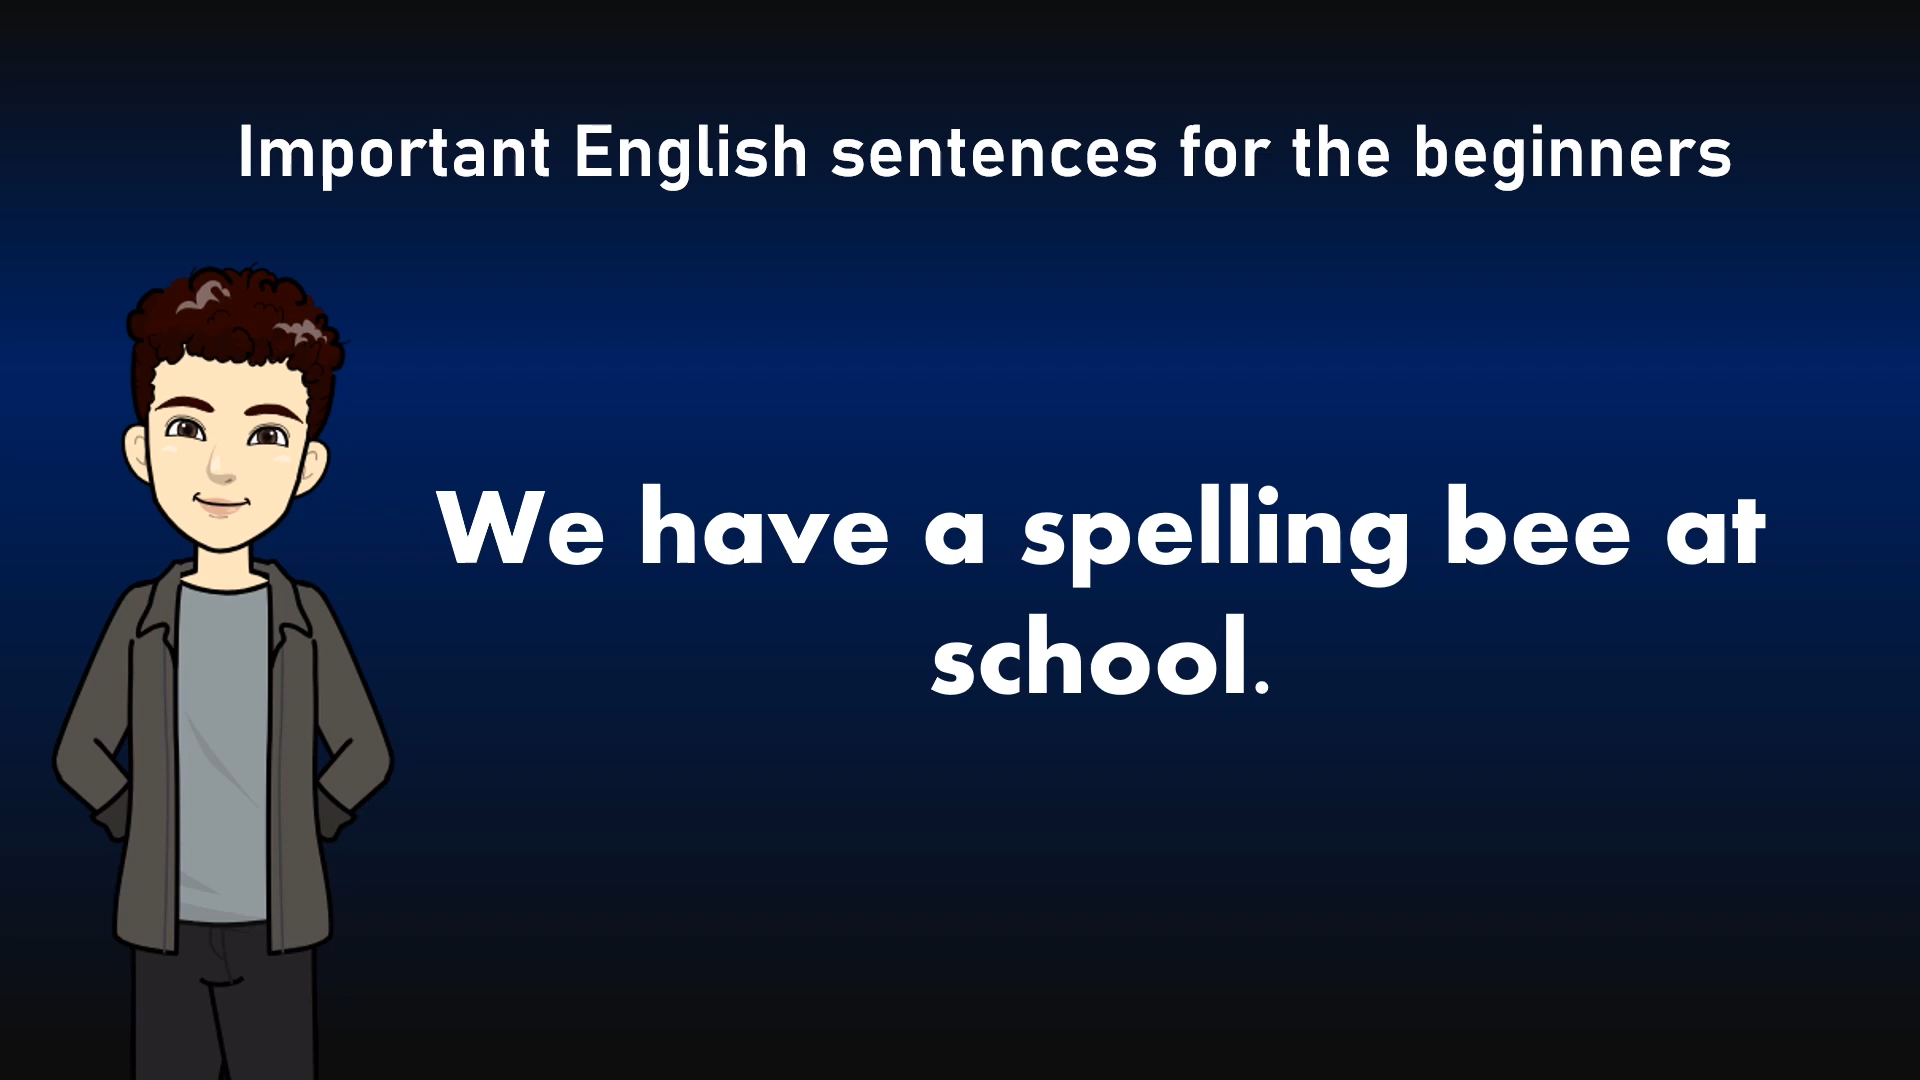 Important English sentences for the beginners
We have a spelling bee at
school.